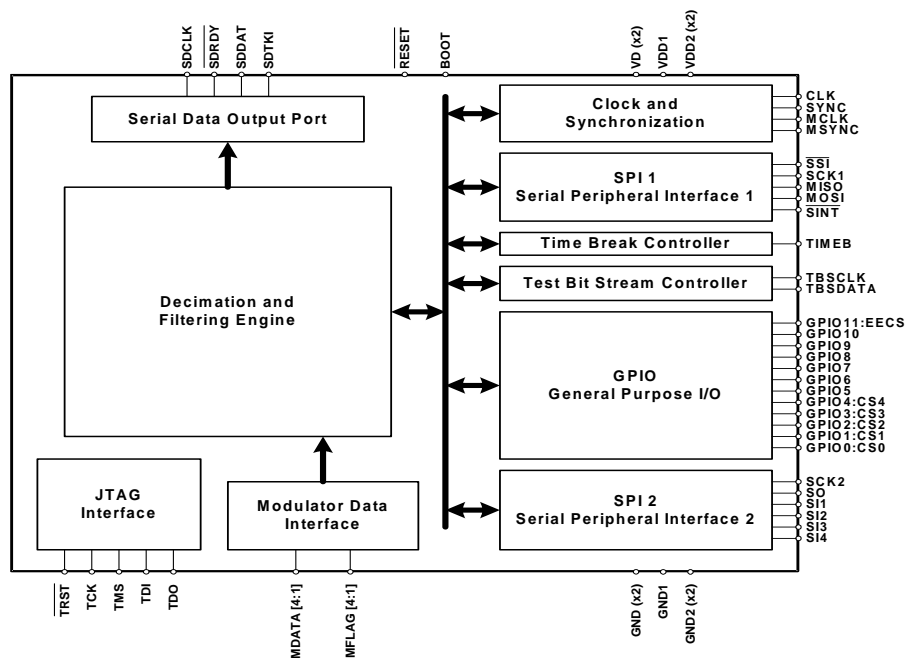 SDCLK
SDRDY
SDDAT
SDTKI
RESET
BOOT
VD (x2)
VDD1
VDD2 (x2)
Serial Data Output Port
Clock and
Synchronization
CLK
SYNC
MCLK
MSYNC
SPI 1
Serial Peripheral Interface 1
SSI
SCK1
MISO
MOSI
SINT
Time Break Controller
TIMEB
Test Bit Stream Controller
TBSCLK
TBSDATA
Decimation and
Filtering Engine
GPIO
General Purpose I/O
GPIO11:EECS
GPIO10
GPIO9
GPIO8
GPIO7
GPIO6
GPIO5
GPIO4:CS4
GPIO3:CS3
GPIO2:CS2
GPIO1:CS1
GPIO0:CS0
JTAG
Interface
Modulator Data
Interface
SPI 2
Serial Peripheral Interface 2
SCK2
SO
SI1
SI2
SI3
SI4
TRST
TCK
TMS
TDI
TDO
MDATA [4:1]
MFLAG [4:1]
GND (x2)
GND1
GND2 (x2)